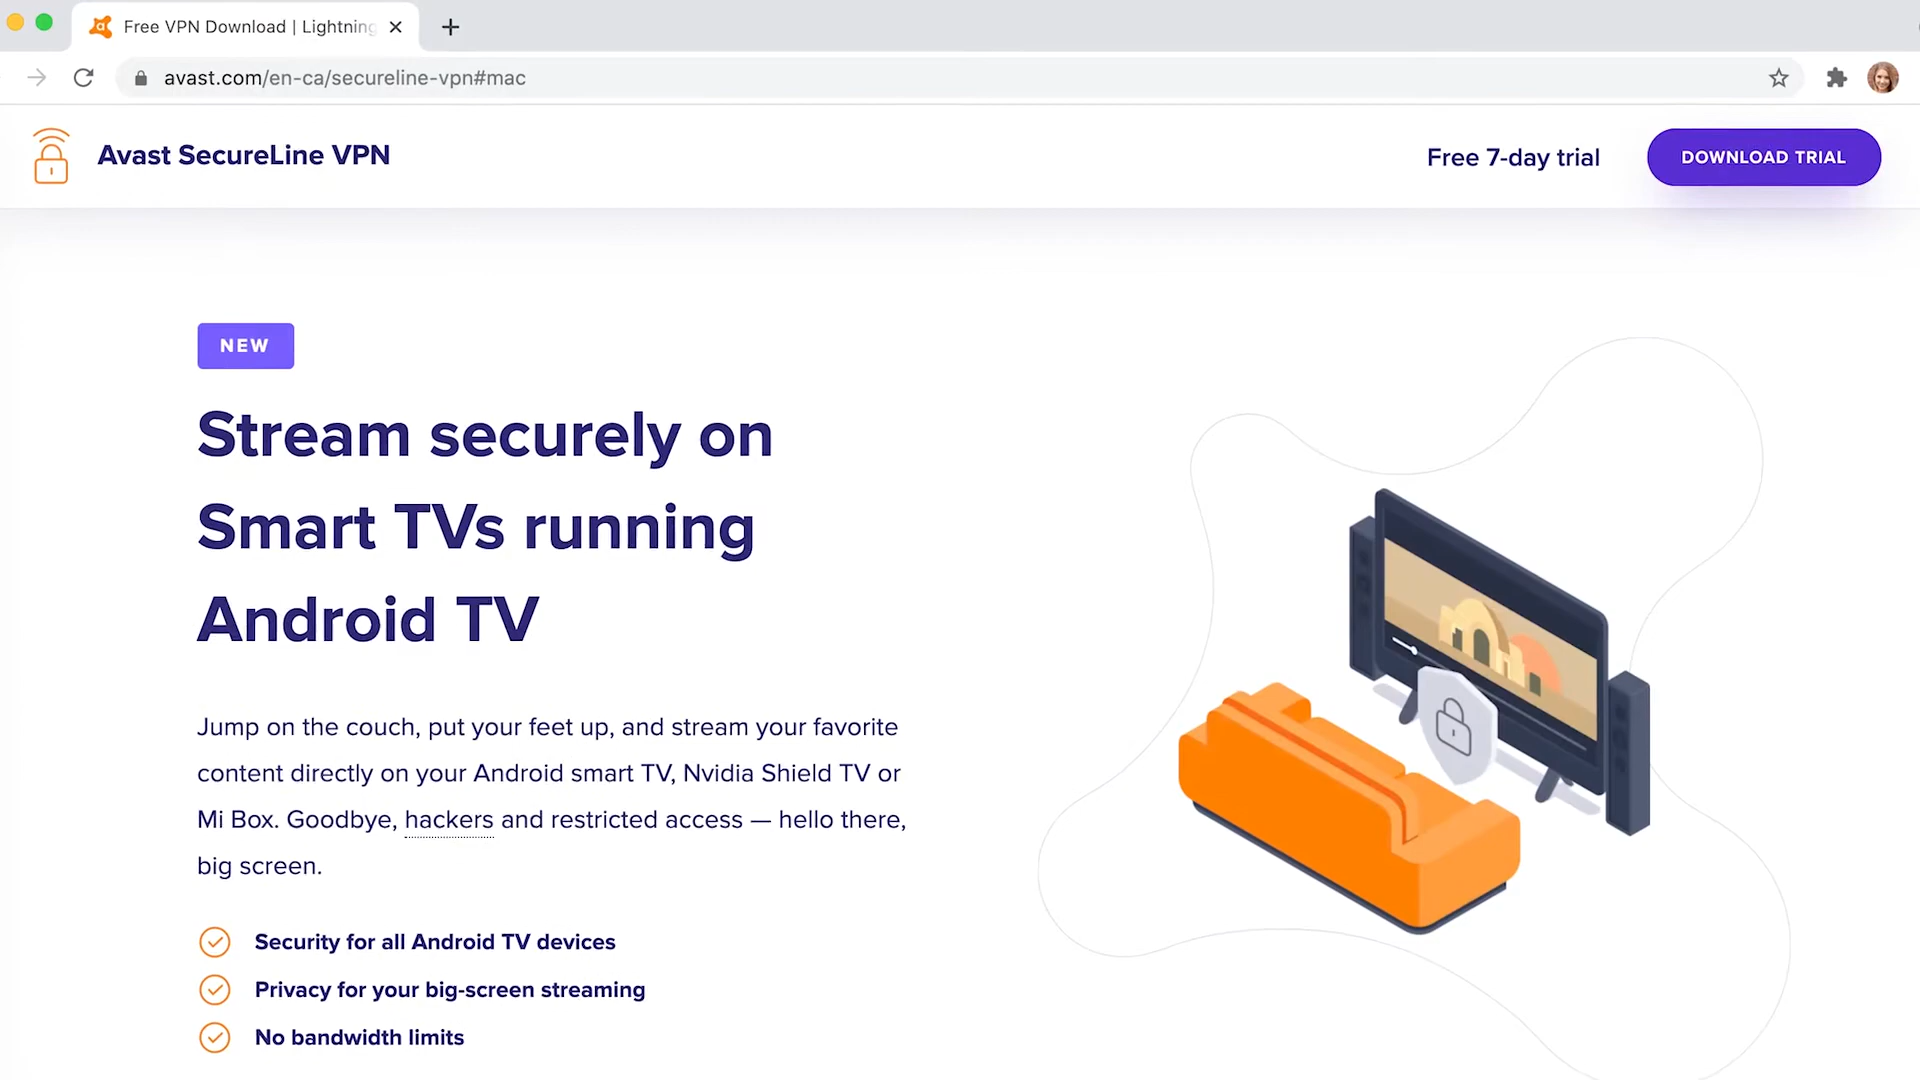 Free VPN Download | Lightning
avast.com/en-ca/secureline-vpn#mac
Avast SecureLine VPN
Free 7-day trial
DOWNLOAD TRIAL
NEW
Stream securely on
Smart TVs running
Android TV
Jump on the couch, put your feet up, and stream your favorite
content directly on your Android smart TV, Nvidia Shield TV or
Mi Box. Goodbye, hackers and restricted access — hello there,
big screen.
Security for all Android TV devices
Privacy for your big-screen streaming
No bandwidth limits